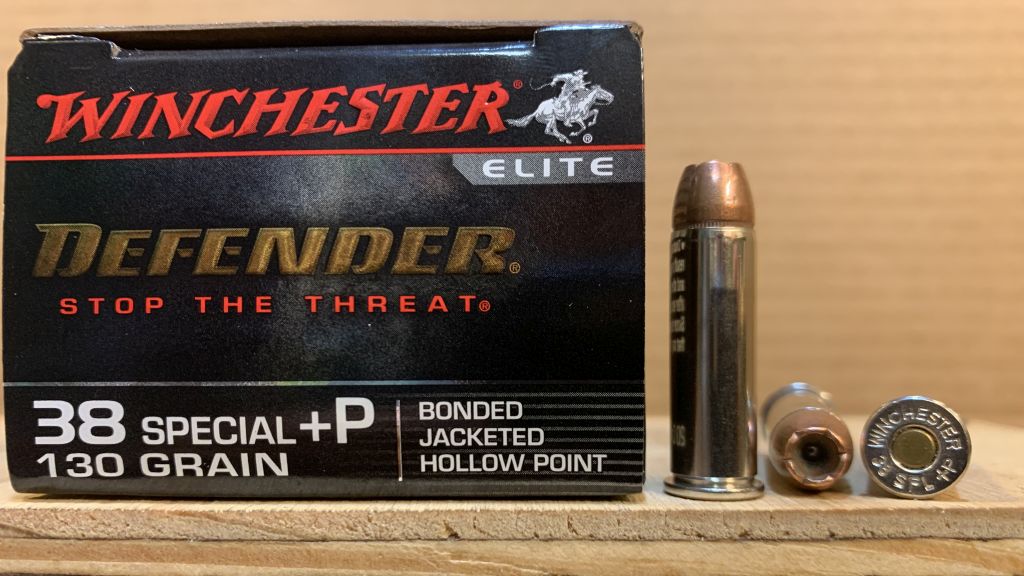 WINCHESTER®
ELITE
DEFENDER®
STOP THE THREAT®
38 SPECIAL +P
130 GRAIN
BONDED
JACKETED
HOLLOW POINT
WINCHESTER
38 SPL +P